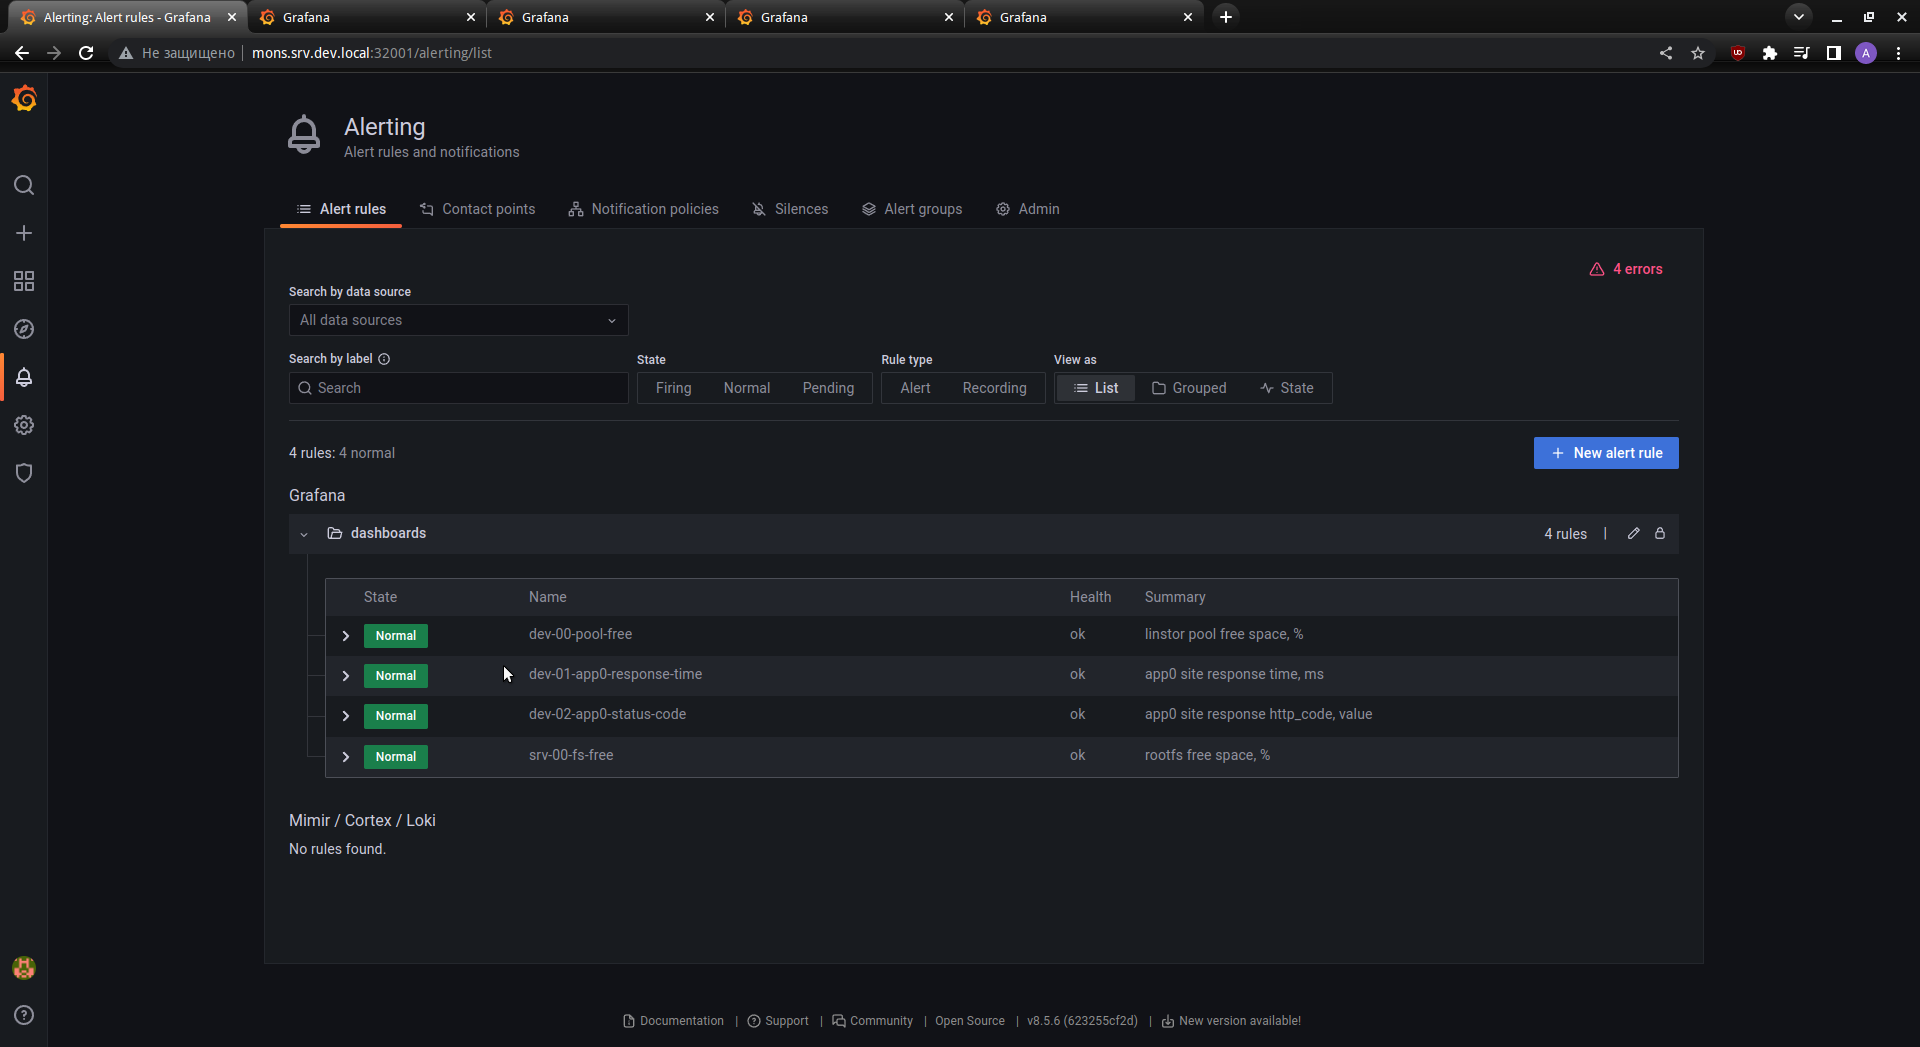 Alerting: Alert rules - Grafana
Grafana
Grafana
Grafana
Grafana
Не защищено
mons.srv.dev.local:32001/alerting/list
A
Alerting
Alert rules and notifications
Alert rules
Contact points
Notification policies
Silences
Alert groups
Admin
4 errors
Search by data source
All data sources
Search by label
State
Rule type
View as
Search
Firing
Normal
Pending
Alert
Recording
List
Grouped
State
4 rules: 4 normal
New alert rule
Grafana
dashboards
4 rules |
State Name Health Summary
Normal dev-00-pool-free ok linstor pool free space, %
Normal dev-01-app0-response-time ok app0 site response time, ms
Normal dev-02-app0-status-code ok app0 site response http_code, value
Normal srv-00-fs-free ok rootfs free space, %
Mimir / Cortex / Loki
No rules found.
Documentation | Support | Community | Open Source | v8.5.6 (623255cf2d) | New version available!